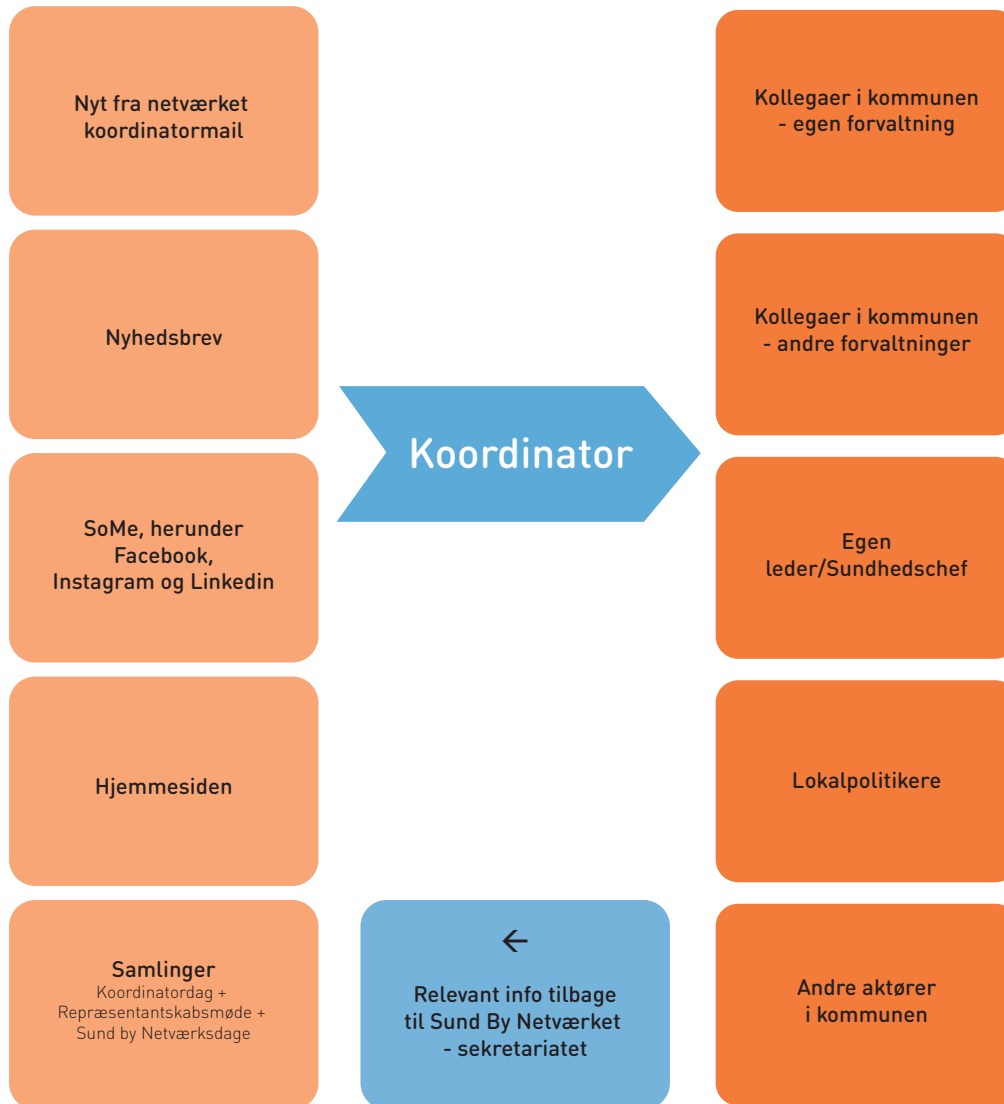 Nyt fra netværket
koordinatormail
Nyhedsbrev
SoMe, herunder
Facebook,
Instagram og Linkedin
Hjemmesiden
Samlinger
Koordinatordag +
Repræsentantskabsmøde +
Sund by Netværksdage
Koordinator
←
Relevant info tilbage
til Sund By Netværket
- sekretariatet
Kollegaer i kommunen
- egen forvaltning
Kollegaer i kommunen
- andre forvaltninger
Egen
leder/Sundhedschef
Lokalpolitikere
Andre aktører
i kommunen